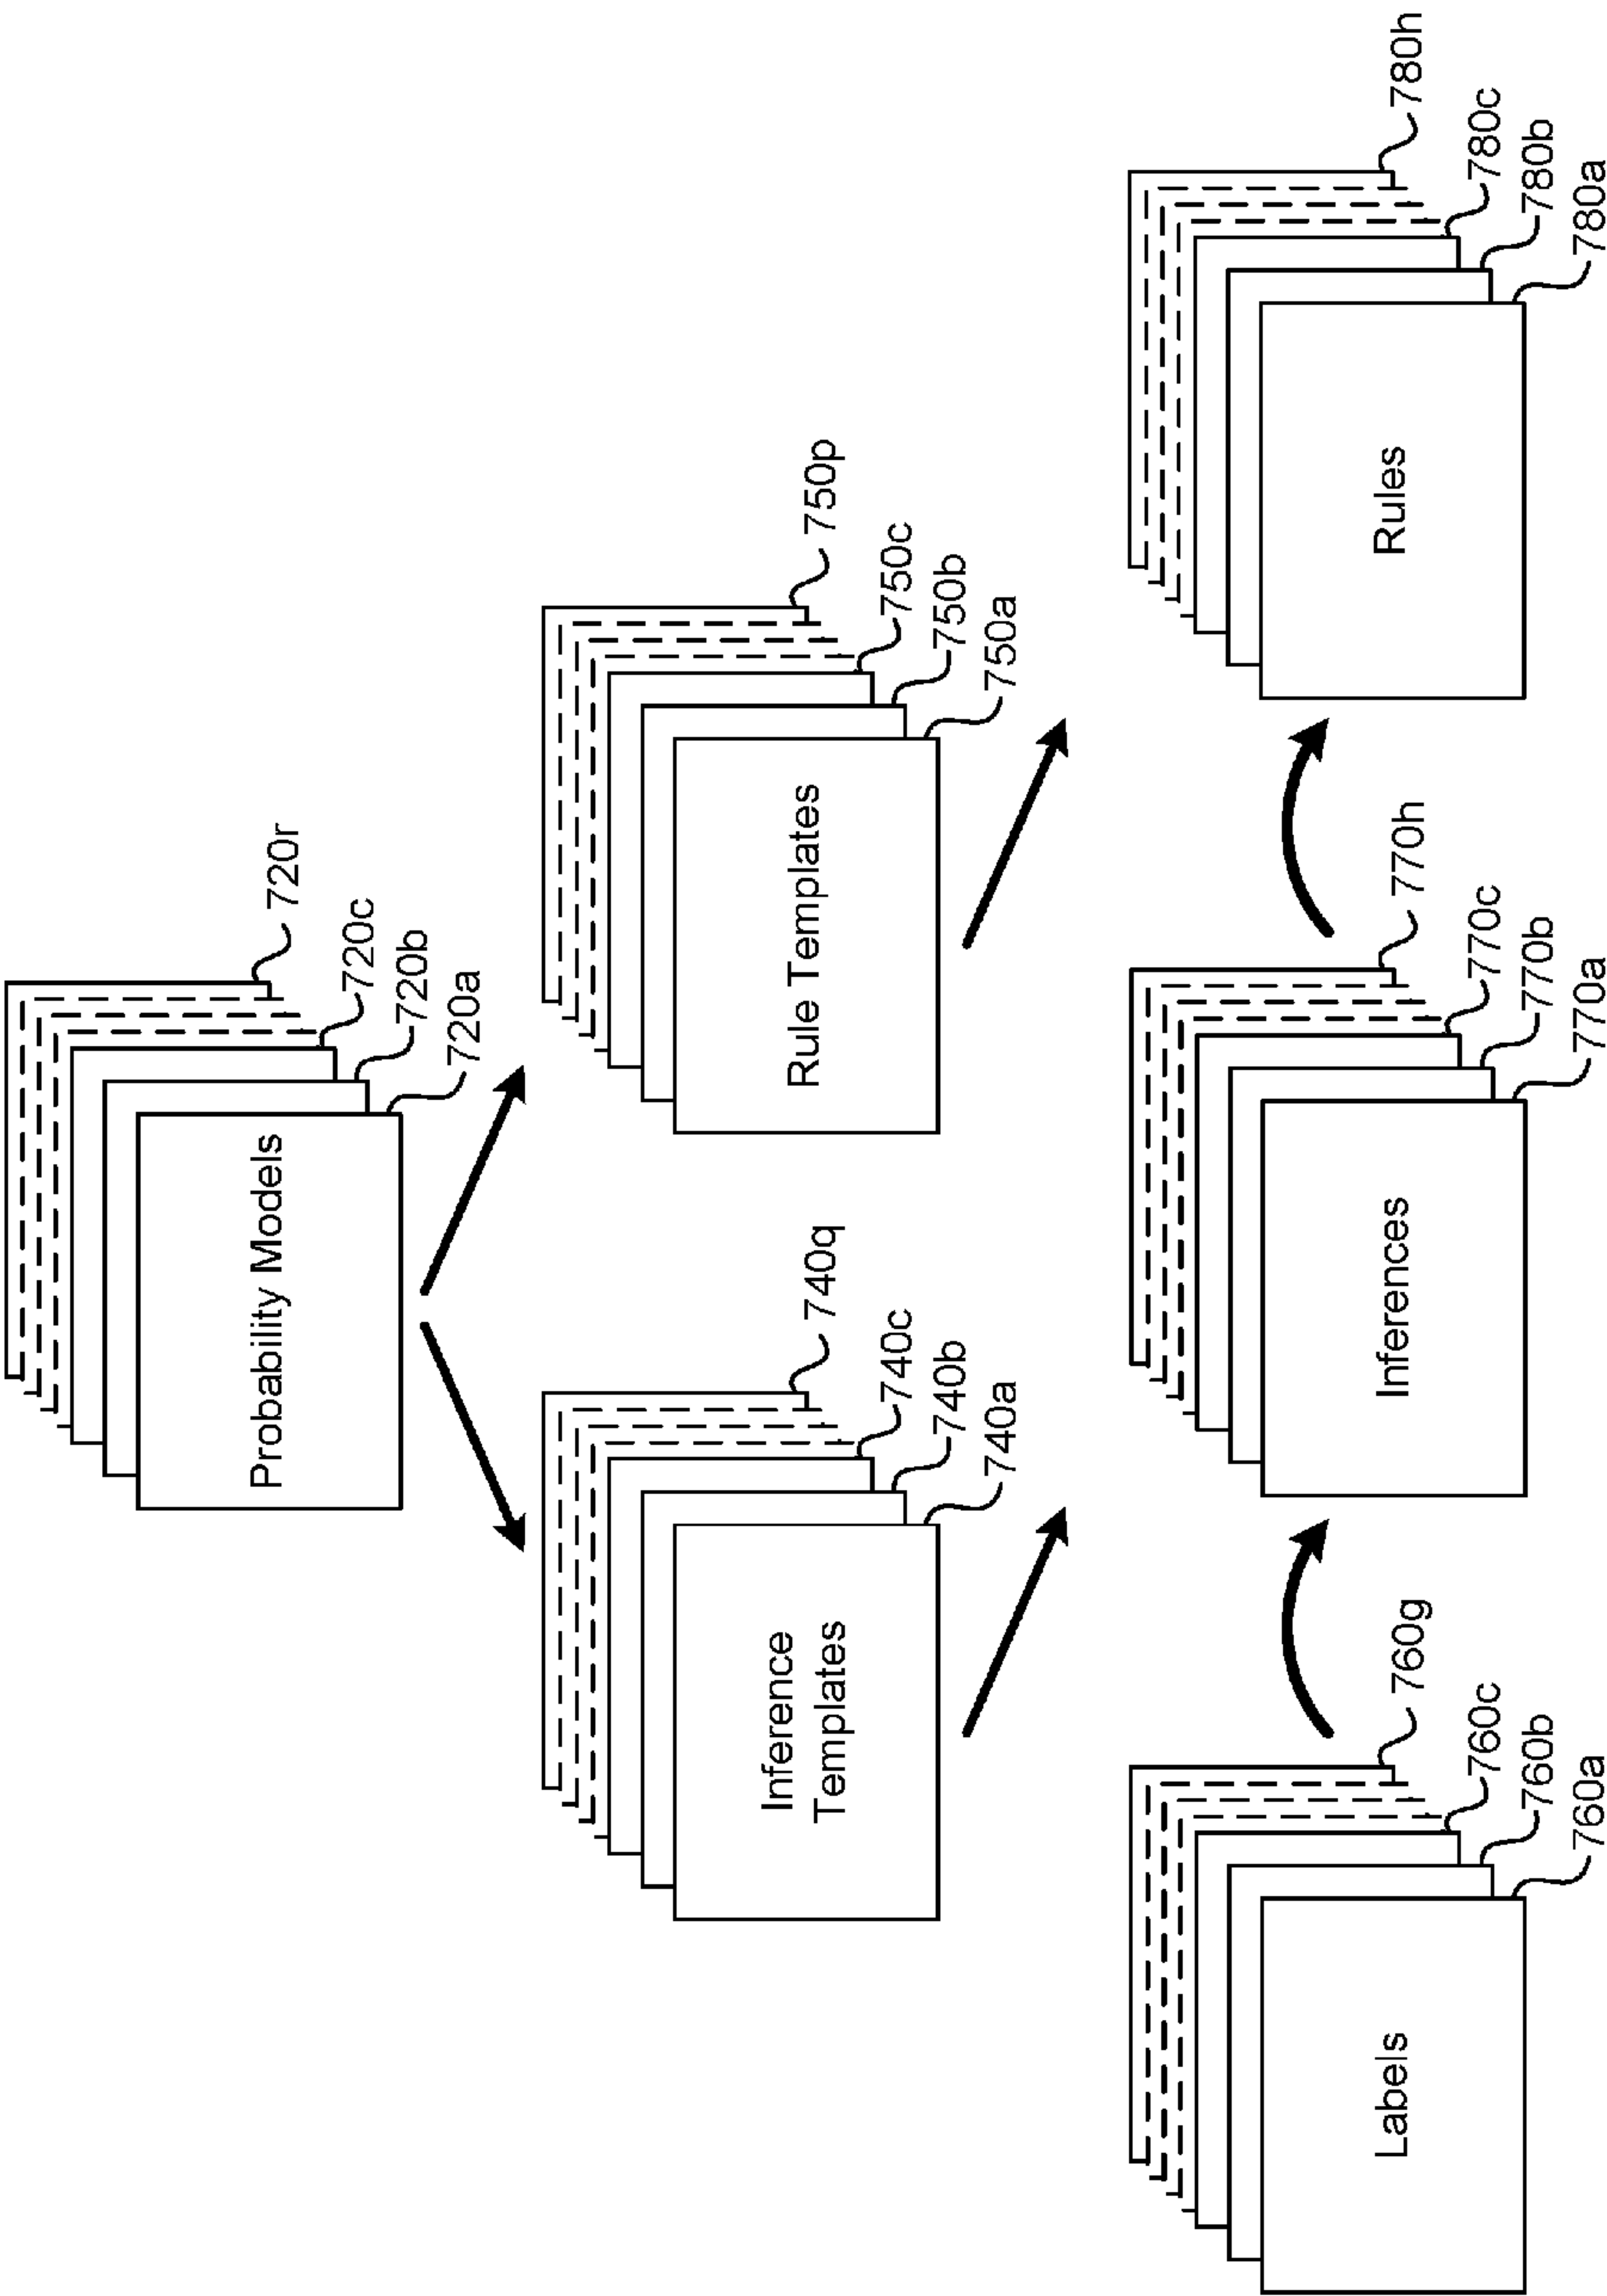 Probability Models
720r
720c
720b
720a
Inference
Templates
740q
740c
740b
740a
Rule Templates
750p
750c
750b
750a
Labels
760g
760c
760b
760a
Inferences
770h
770c
770b
770a
Rules
780h
780c
780b
780a